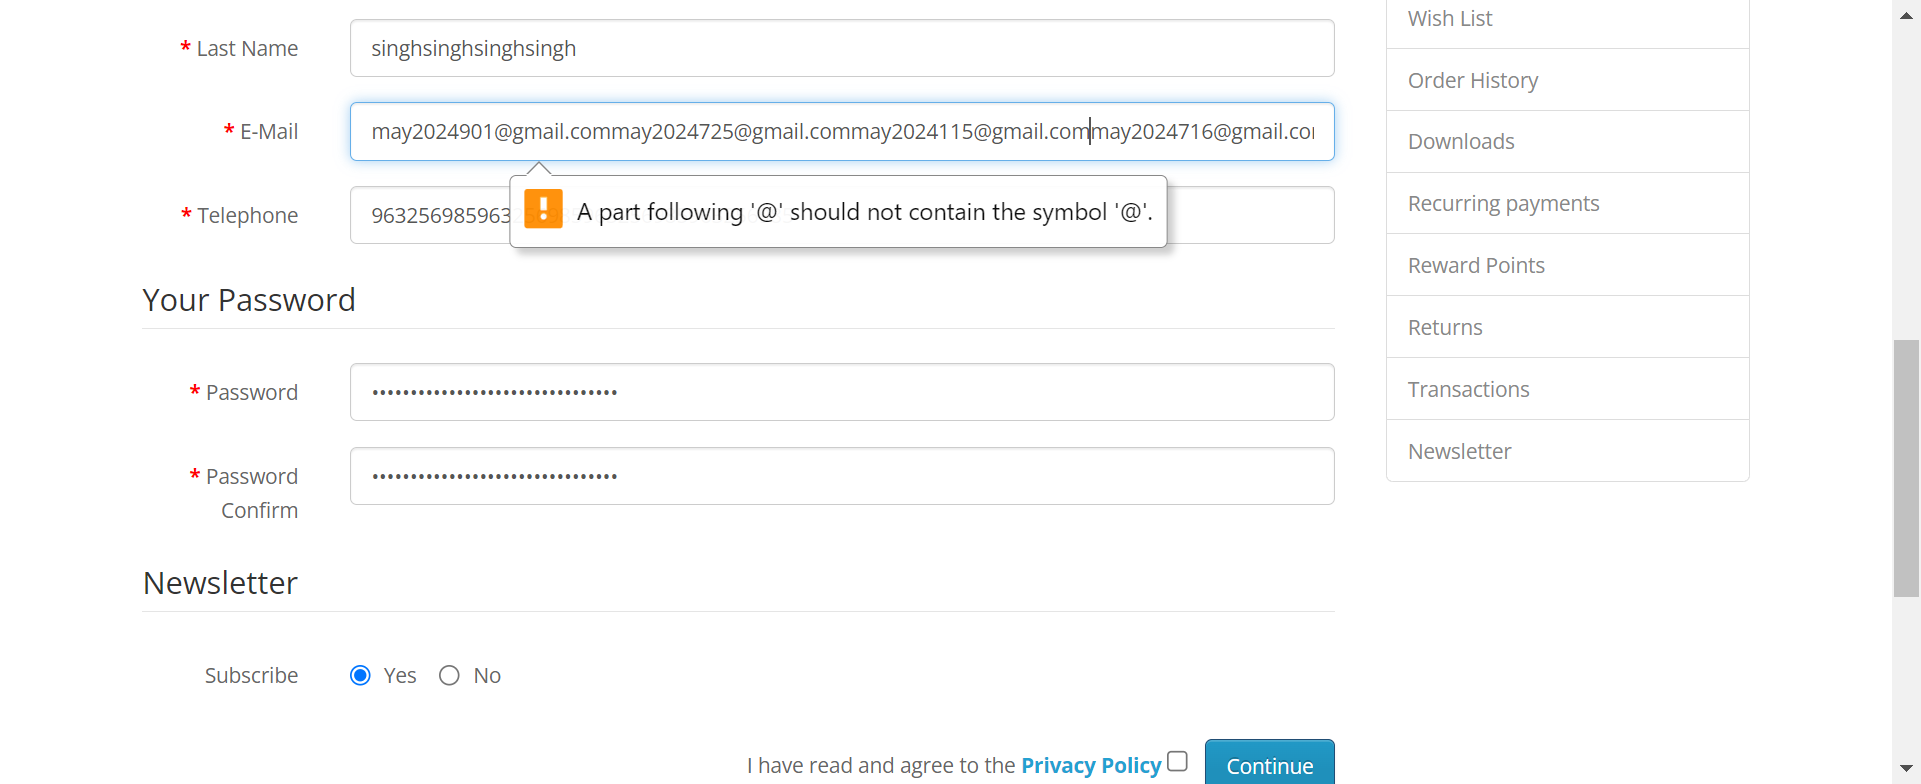 * Last Name singhsinghsinghsingh
* E-Mail may2024901@gmail.commay2024725@gmail.commay2024115@gmail.commay2024716@gmail.co
A part following '@' should not contain the symbol '@'.
* Telephone 963256985963
Your Password
* Password ••••••••••••••••••••••••••••••••
* Password
Confirm ••••••••••••••••••••••••••••••••
Newsletter
Subscribe Yes No
I have read and agree to the Privacy Policy Continue
Wish List
Order History
Downloads
Recurring payments
Reward Points
Returns
Transactions
Newsletter